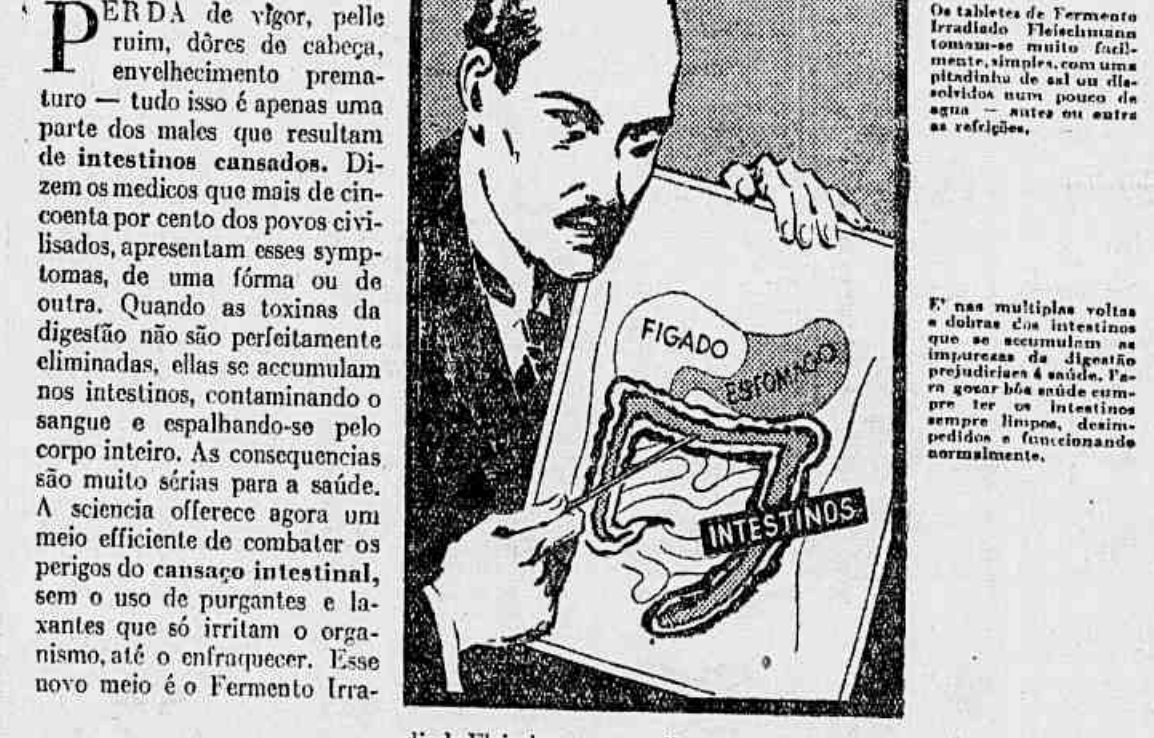 PERDA de vigor, pelle
ruim, dôres de cabeça,
envelhecimento prema-
turo — tudo isso é apenas uma
parte dos males que resultam
de intestinos cansados. Di-
zem os medicos que mais de cin-
coenta por cento dos povos civi-
lisados, apresentam esses symp-
tomas, de uma fórma ou de
outra. Quando as toxinas da
digestão não são perfeitamente
eliminadas, ellas se accumulam
nos intestinos, contaminando o
sangue e espalhando-se pelo
corpo inteiro. As consequencias
são muito sérias para a saúde.
A sciencia offerece agora um
meio efficiente de combater os
perigos do cansaço intestinal,
sem o uso de purgantes e la-
xantes que só irritam o orga-
nismo, até o enfraquecer. Esse
novo meio é o Fermento Irra-
FIGADO
ESTOMAGO
INTESTINOS
Os tabletes de Fermento
Irradiado Fleischmann
tomam-se muito facil-
mente, simples, com uma
pitadinha de sal ou dis-
solvidos num pouco de
agua — antes ou entre
as refeições.
E' nas multiplas voltas
e dobras dos intestinos
que se accumulam as
impurezas da digestão
prejudiciaes á saúde. Pa-
ra gosar bôa saúde cum-
pre ter os intestinos
sempre limpos, desim-
pedidos e funccionando
normalmente.